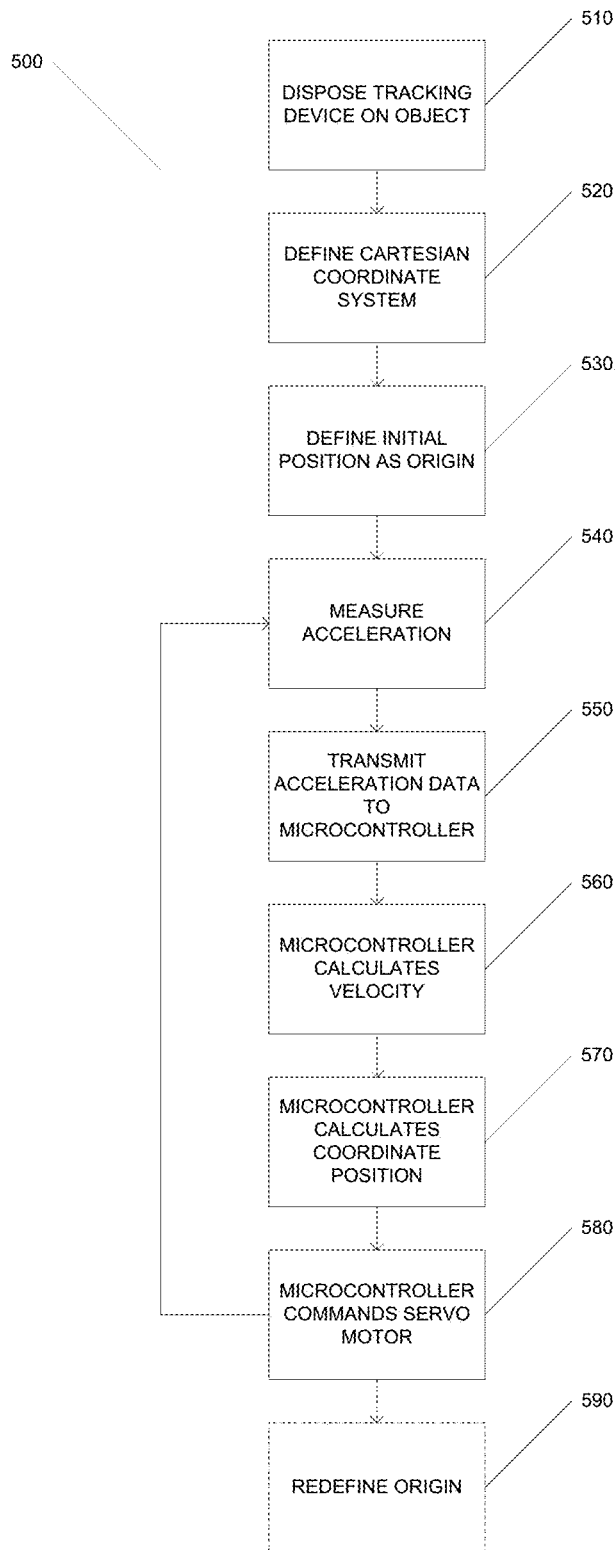 510
500
DISPOSE TRACKING
DEVICE ON OBJECT
520
DEFINE CARTESIAN
COORDINATE
SYSTEM
530
DEFINE INITIAL
POSITION AS ORIGIN
540
MEASURE
ACCELERATION
550
TRANSMIT
ACCELERATION DATA
TO
MICROCONTROLLER
560
MICROCONTROLLER
CALCULATES
VELOCITY
570
MICROCONTROLLER
CALCULATES
COORDINATE
POSITION
580
MICROCONTROLLER
COMMANDS SERVO
MOTOR
590
REDEFINE ORIGIN